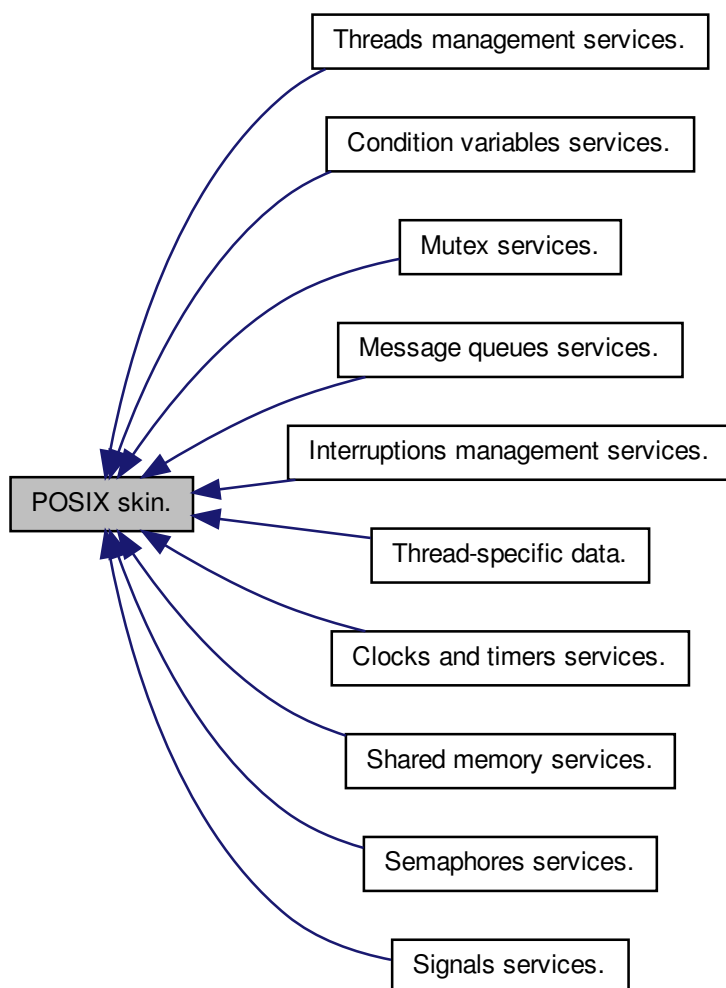 Threads management services.
Condition variables services.
Mutex services.
Message queues services.
Interruptions management services.
POSIX skin.
Thread-specific data.
Clocks and timers services.
Shared memory services.
Semaphores services.
Signals services.